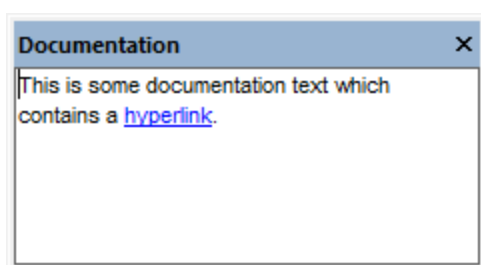 Documentation
This is some documentation text which
contains a hyperlink.